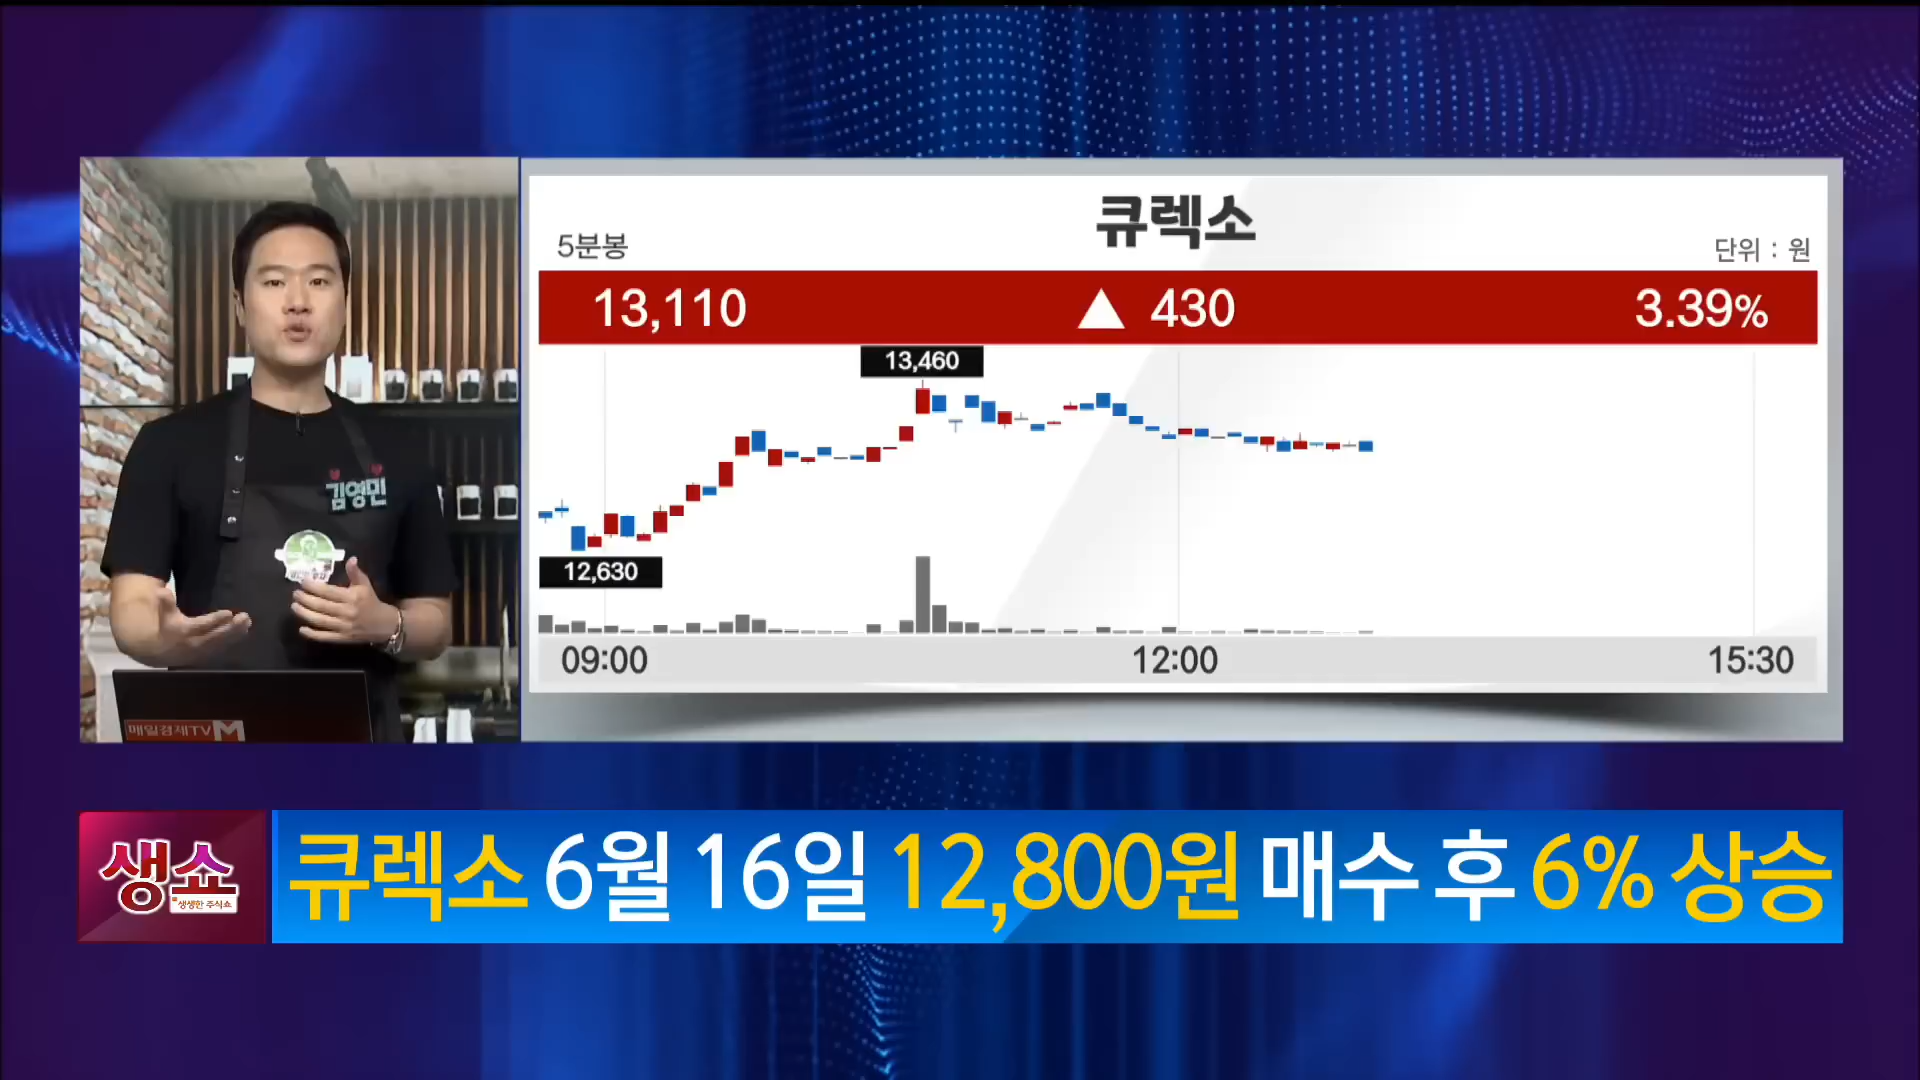 큐렉소
5분봉
단위 : 원
13,110 ▲ 430 3.39%
13,460
12,630
09:00 12:00 15:30
김영민
매일경제TV M
생쇼
생생한 주식쇼
큐렉소 6월 16일 12,800원 매수 후 6% 상승